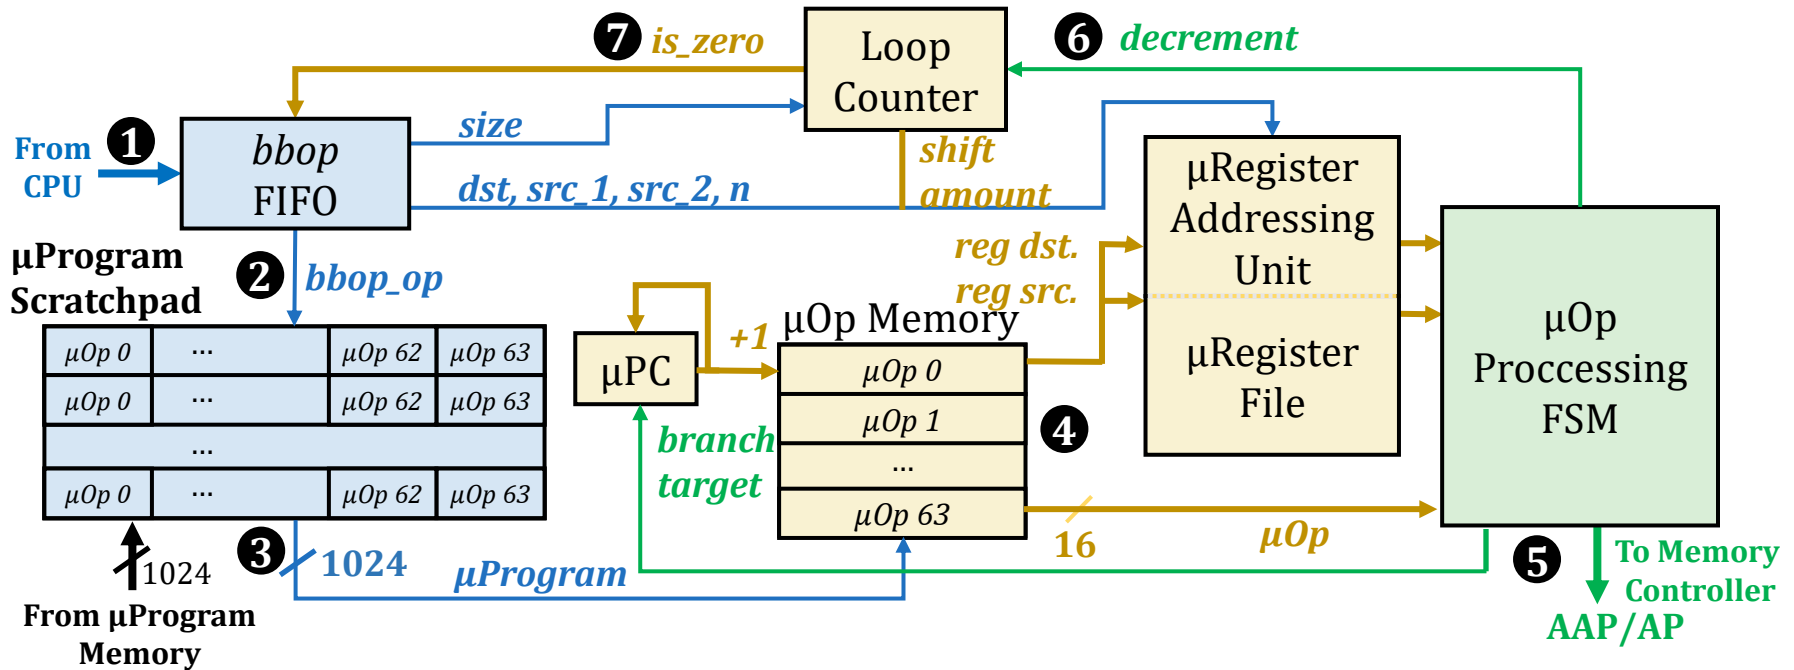 7 is_zero
Loop
Counter
6 decrement
1
From
CPU
bbop
FIFO
size
dst, src_1, src_2, n
shift
amount
μRegister
Addressing
Unit
μRegister
File
μProgram
Scratchpad
2 bbop_op
μOp 0 ... μOp 62 μOp 63
μOp 0 ... μOp 62 μOp 63
...
μOp 0 ... μOp 62 μOp 63
reg dst.
reg src.
μOp Memory
+1
μPC
μOp 0
μOp 1
...
μOp 63
4
branch
target
μOp
Proccessing
FSM
3 1024
1024
From μProgram
Memory
μProgram
16
μOp
5
To Memory
Controller
AAP/AP